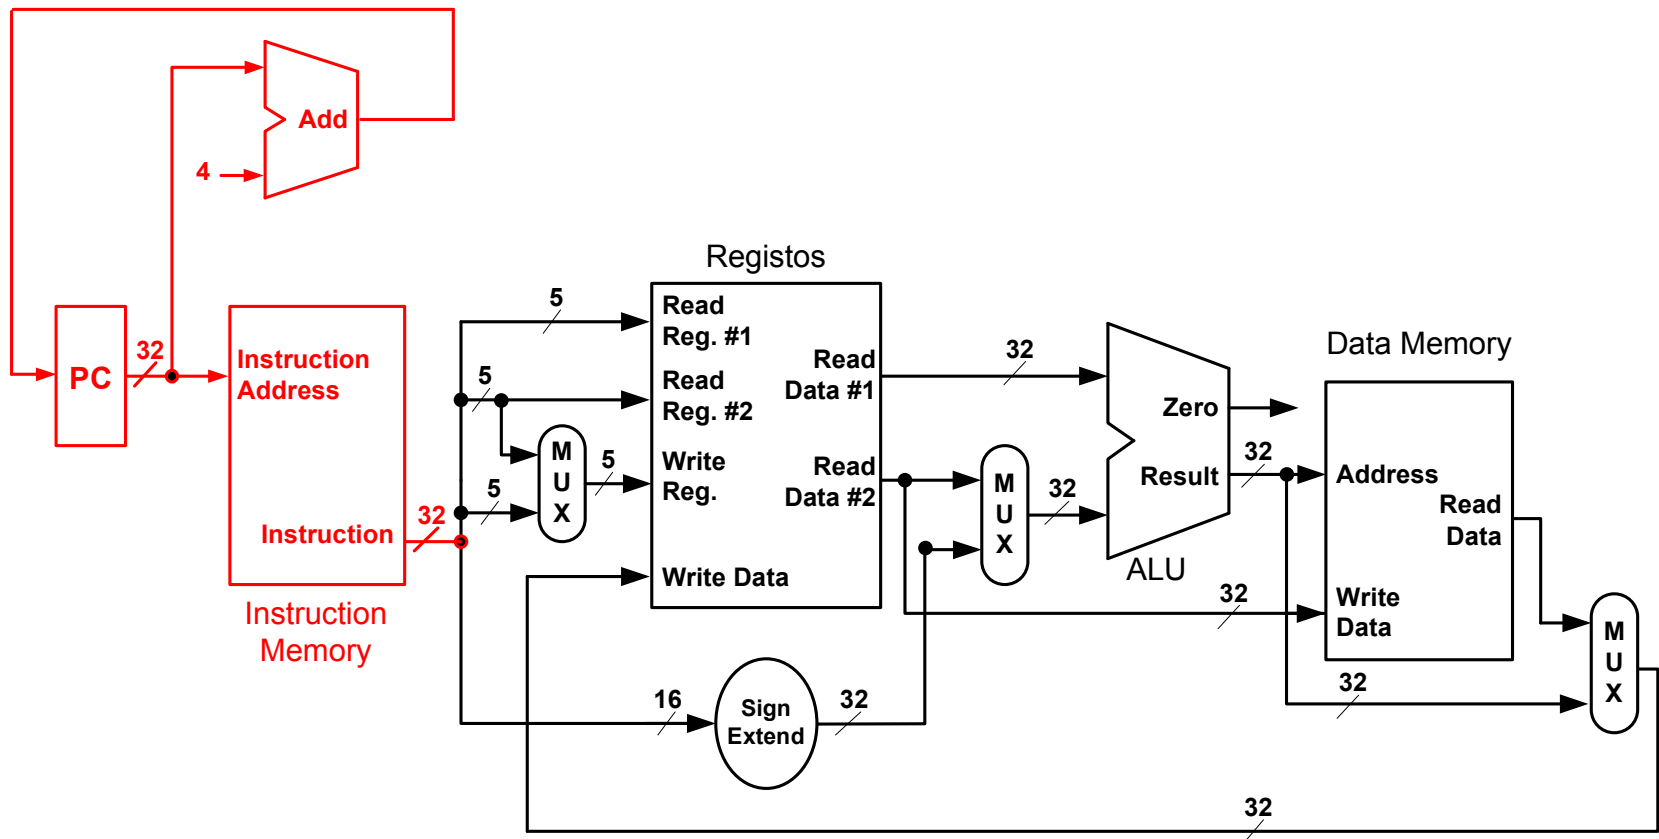 Add
4
PC
32
Instruction
Address
Instruction
32
Instruction
Memory
Registos
5
Read
Reg. #1
5
Read
Reg. #2
M
U
X
5
5
Write
Reg.
Write Data
Read
Data #1
Read
Data #2
16
Sign
Extend
32
32
M
U
X
32
Zero
Result
ALU
32
32
Data Memory
Address
Read
Data
Write
Data
32
M
U
X
32